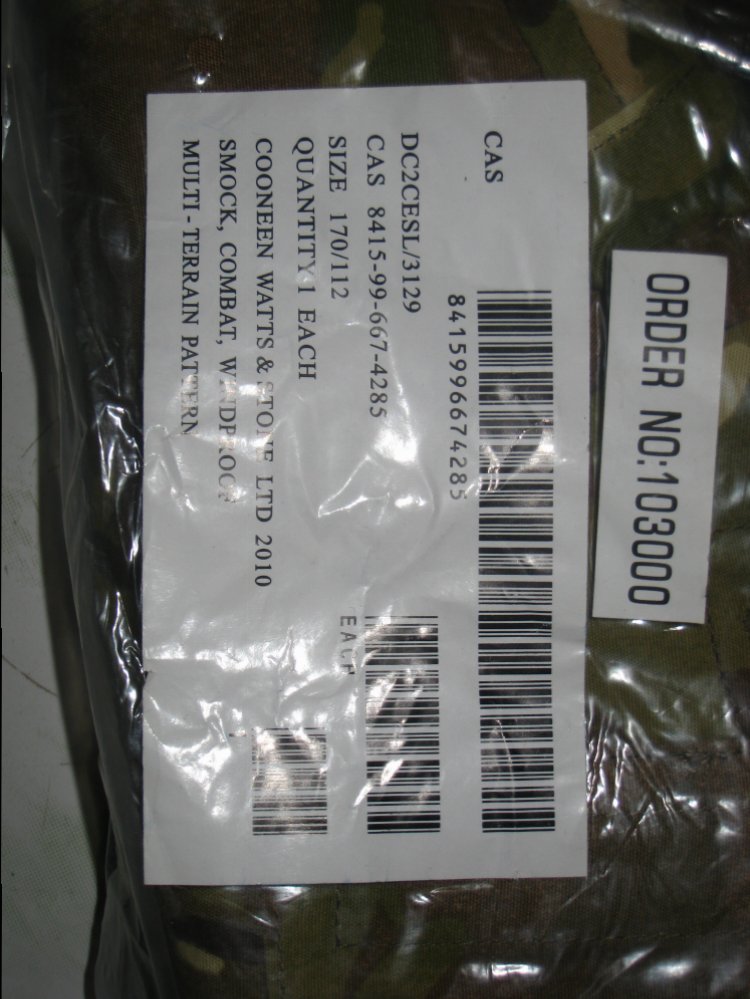 ORDER NO:103000
CAS
8415996674285
DC2CESL/3129
CAS 8415-99-667-4285
EACH
SIZE 170/112
QUANTITY 1 EACH
COONEEN WATTS & STONE LTD 2010
SMOCK, COMBAT, WINDPROOF
MULTI - TERRAIN PATTERN